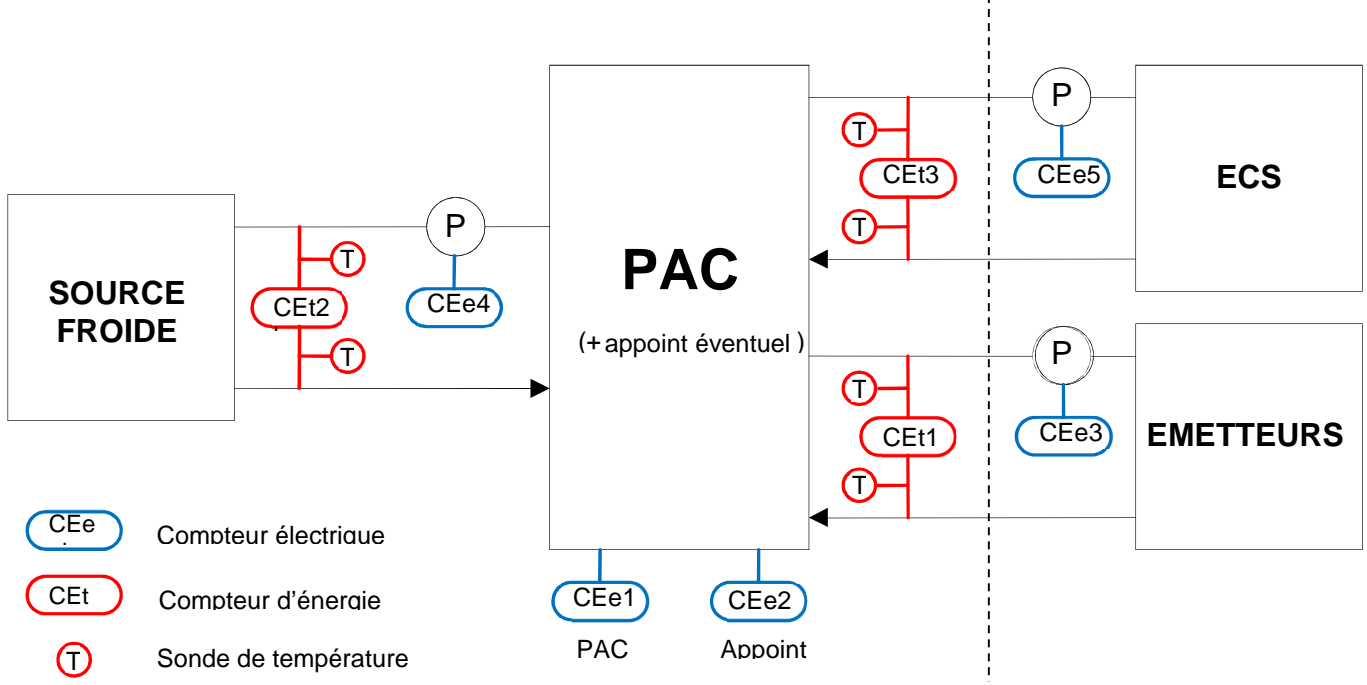 P
T
CEt3
CEe5
ECS
T
P
T
SOURCE
FROIDE
CEt2
CEe4
T
PAC
(+ appoint éventuel )
P
T
CEt1
CEe3
EMETTEURS
T
CEe
Compteur électrique
CEt
Compteur d'énergie
T
Sonde de température
CEe1
CEe2
PAC
Appoint